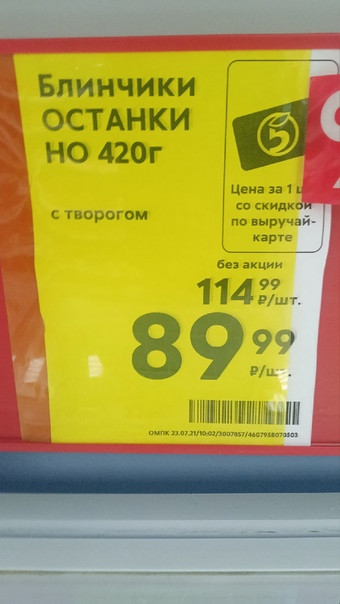 Блинчики
ОСТАНКИ
НО 420г
с творогом
5
Цена за 1
со скидкой
по выручай-
карте
без акции
114 99
₽/шт.
89 99
₽/шт.
ОМПК 23.07.21/10:02/3007857/4607958070503